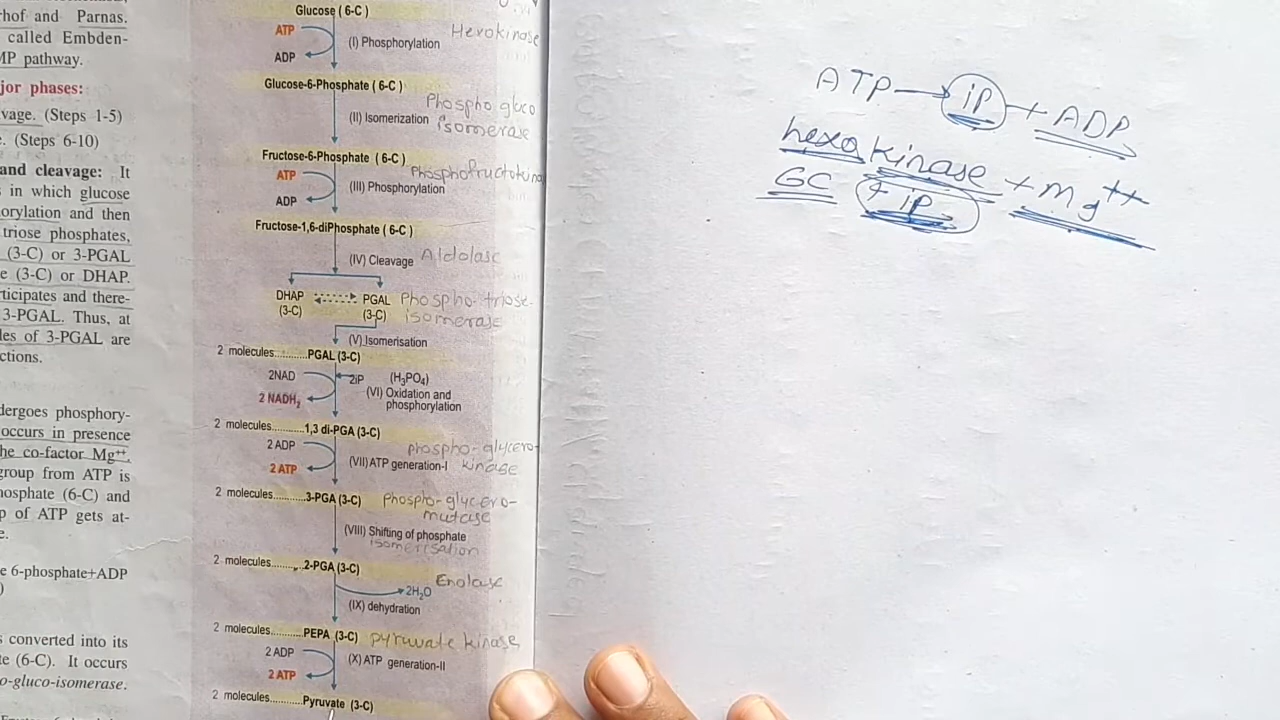 rhof and Parnas.
called Embden-
MP pathway.
jor phases:
vage. (Steps 1-5)
e. (Steps 6-10)
and cleavage: It
s in which glucose
orylation and then
triose phosphates,
(3-C) or 3-PGAL
e (3-C) or DHAP.
rticipates and there-
3-PGAL. Thus, at
les of 3-PGAL are
ctions.
dergoes phosphory-
occurs in presence
he co-factor Mg⁺⁺.
group from ATP is
hosphate (6-C) and
p of ATP gets at-
e.
e 6-phosphate+ADP
)
s converted into its
te (6-C). It occurs
o-gluco-isomerase.
Glucose ( 6-C )
ATP
Hexokinase
(I) Phosphorylation
ADP
Glucose-6-Phosphate ( 6-C )
Phospho gluco
(II) Isomerization isomerase
Fructose-6-Phosphate ( 6-C )
ATP
(III) Phosphorylation
ADP
Fructose-1,6-diPhosphate ( 6-C )
(IV) Cleavage Aldolase
DHAP PGAL Phospho-triose-
(3-C) (3-C) isomerase
(V) Isomerisation
2 molecules............PGAL (3-C)
2NAD 2iP (H₃PO₄)
2 NADH₂ (VI) Oxidation and
phosphorylation
2 molecules............1,3 di-PGA (3-C)
2 ADP phospho-glycero-
2 ATP (VII) ATP generation-I kinase
2 molecules............3-PGA (3-C) Phospho-glycero-
mutase
(VIII) Shifting of phosphate
isomerisation
2 molecules............2-PGA (3-C)
Enolase
2H₂O
(IX) dehydration
2 molecules............PEPA (3-C) pyruvate kinase
2 ADP
(X) ATP generation-II
2 ATP
2 molecules............Pyruvate (3-C)
ATP → iP + ADP
hexokinase + Mg⁺⁺
GC + iP